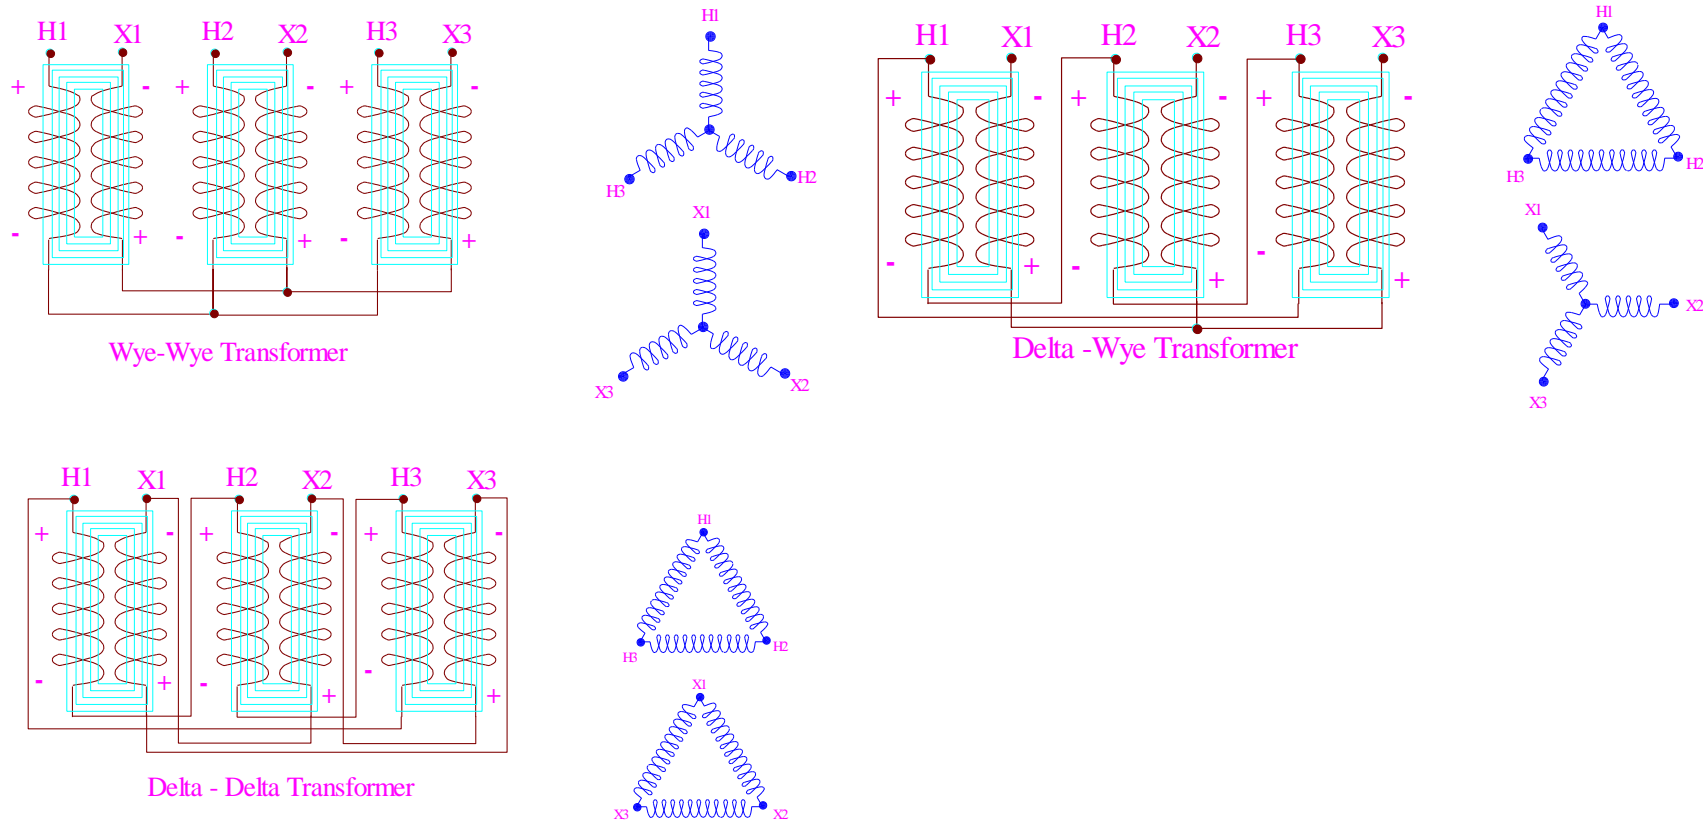 H1 X1 H2 X2 H3 X3
+ - + - + -
- + - + - +
Wye-Wye Transformer
H1
H3
H2
X1
X3
X2
H1 X1 H2 X2 H3 X3
+ - + - + -
- + - + - +
Delta -Wye Transformer
H1
H3
H2
X1
X2
X3
H1 X1 H2 X2 H3 X3
+ - + - + -
- + - + - +
Delta - Delta Transformer
H1
H3
H2
X1
X3
X2